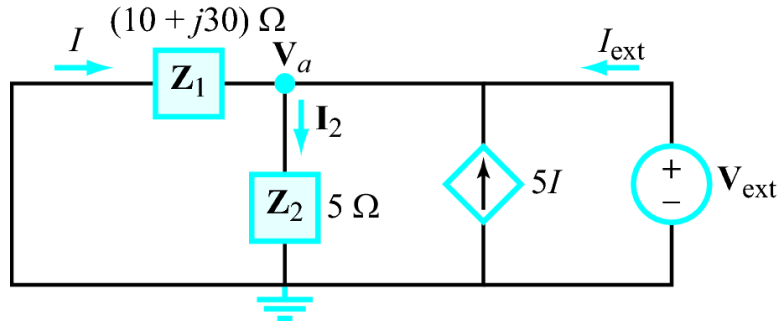 (10 + j30) Ω
I
Z1
Va
Iext
I2
Z2
5 Ω
5I
+
−
Vext